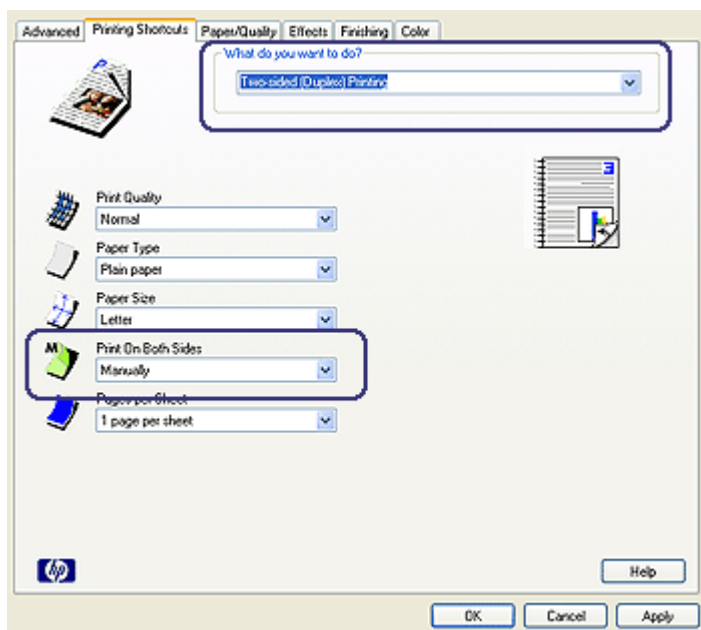 Advanced Printing Shortcuts Paper/Quality Effects Finishing Color
What do you want to do?
Two-sided (Duplex) Printing
3
Print Quality
Normal
Paper Type
Plain paper
Paper Size
Letter
M
Print On Both Sides
Manually
Pages per Sheet
1 page per sheet
hp
Help
OK Cancel Apply